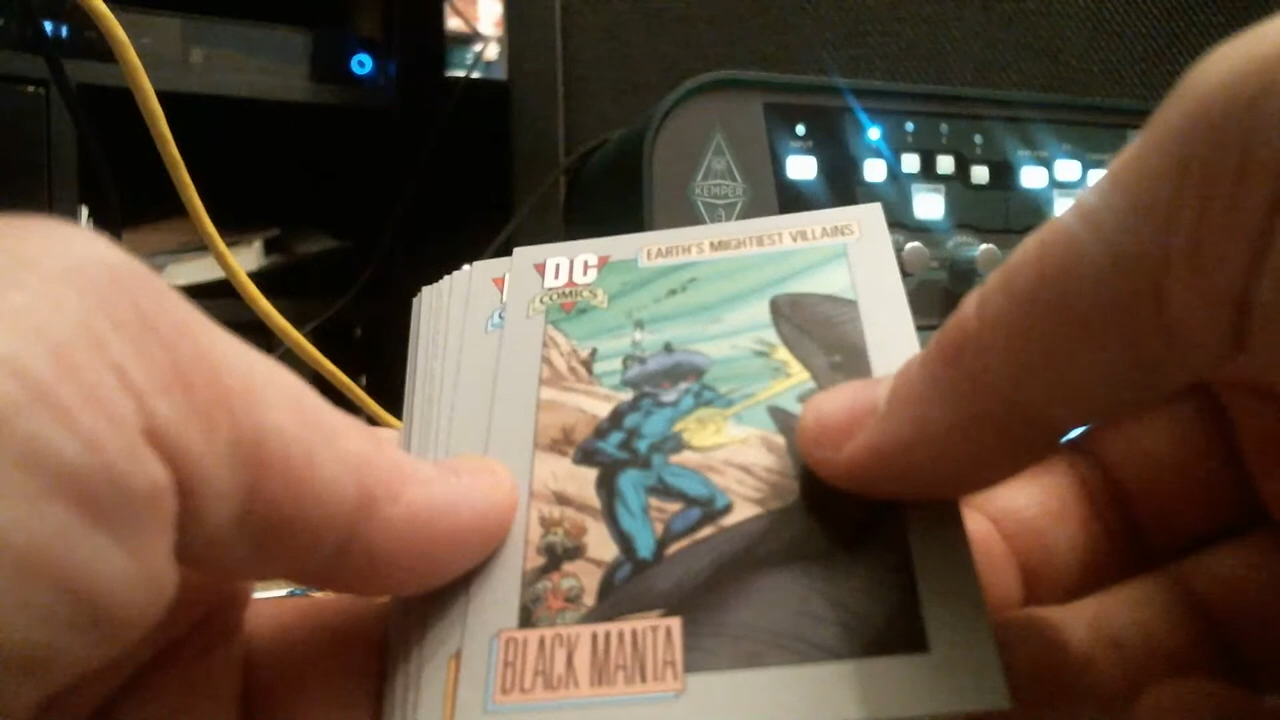 INPUT
KEMPER
EARTH'S MIGHTIEST VILLAINS
DC
COMICS
BLACK MANTA